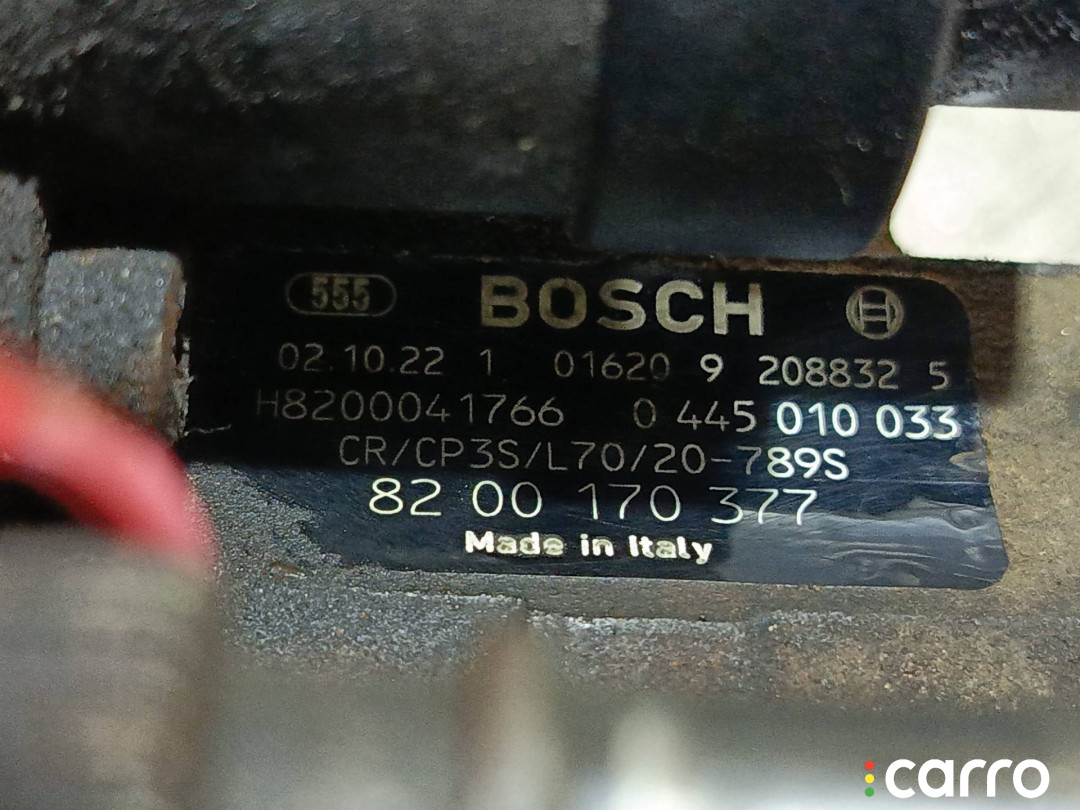 555 BOSCH
02.10.22 1 01620 9 208832 5
H8200041766 0 445 010 033
CR/CP3S/L70/20-789S
82 00 170 377
Made in Italy
carro